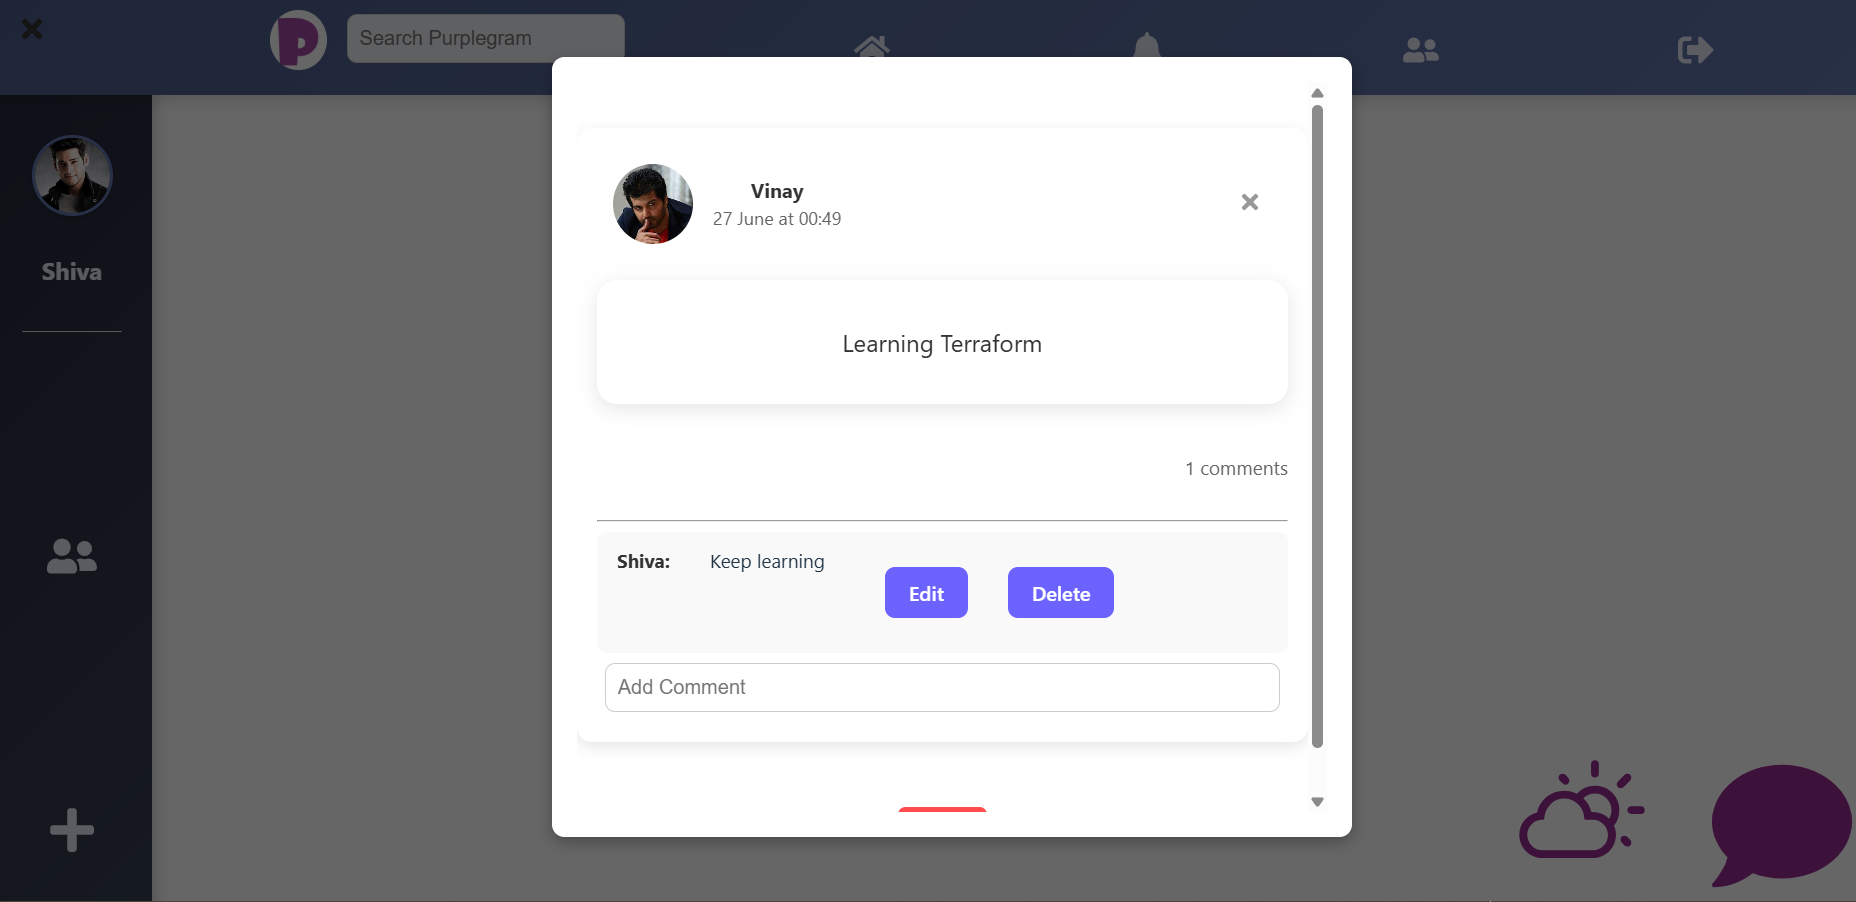 Search Purplegram
Shiva
Vinay
27 June at 00:49
Learning Terraform
1 comments
Shiva: Keep learning
Edit
Delete
Add Comment